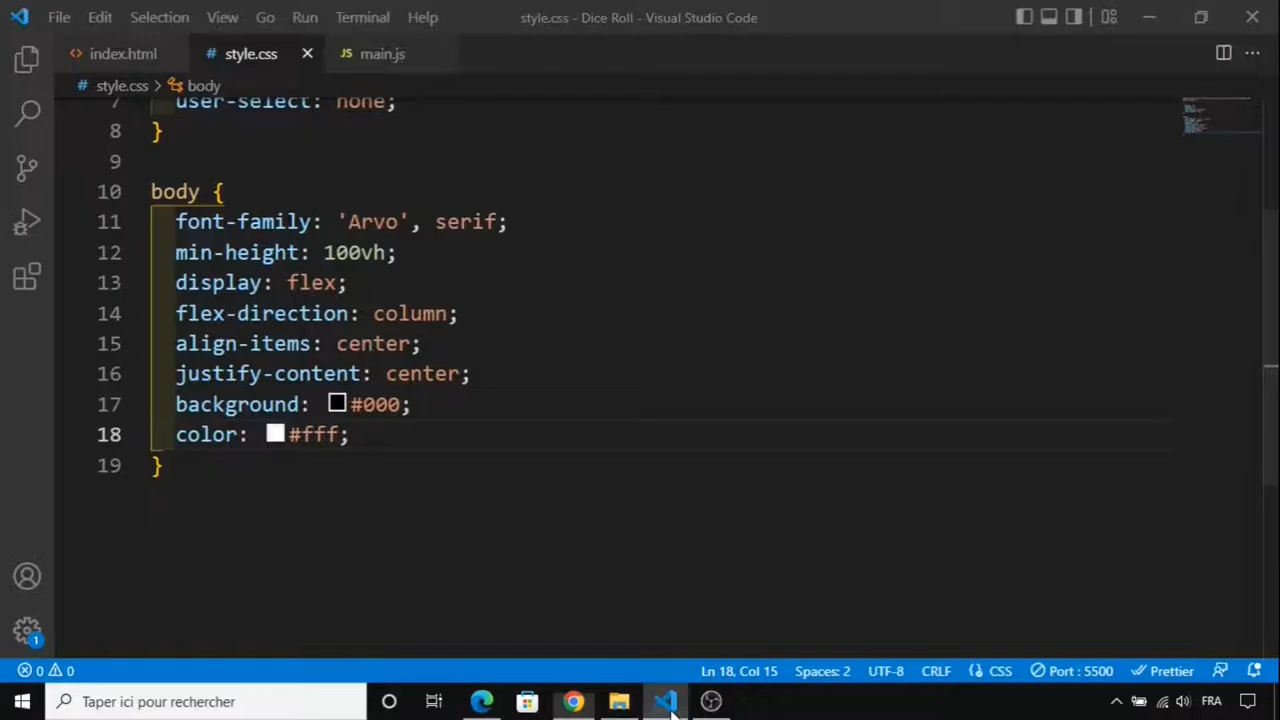 File Edit Selection View Go Run Terminal Help style.css - Dice Roll - Visual Studio Code
index.html # style.css JS main.js
# style.css > body
7 user-select: none;
8 }
9
10 body {
11 font-family: 'Arvo', serif;
12 min-height: 100vh;
13 display: flex;
14 flex-direction: column;
15 align-items: center;
16 justify-content: center;
17 background: #000;
18 color: #fff;
19 }
1
0 0 Ln 18, Col 15 Spaces: 2 UTF-8 CRLF CSS Port : 5500 Prettier
Taper ici pour rechercher FRA